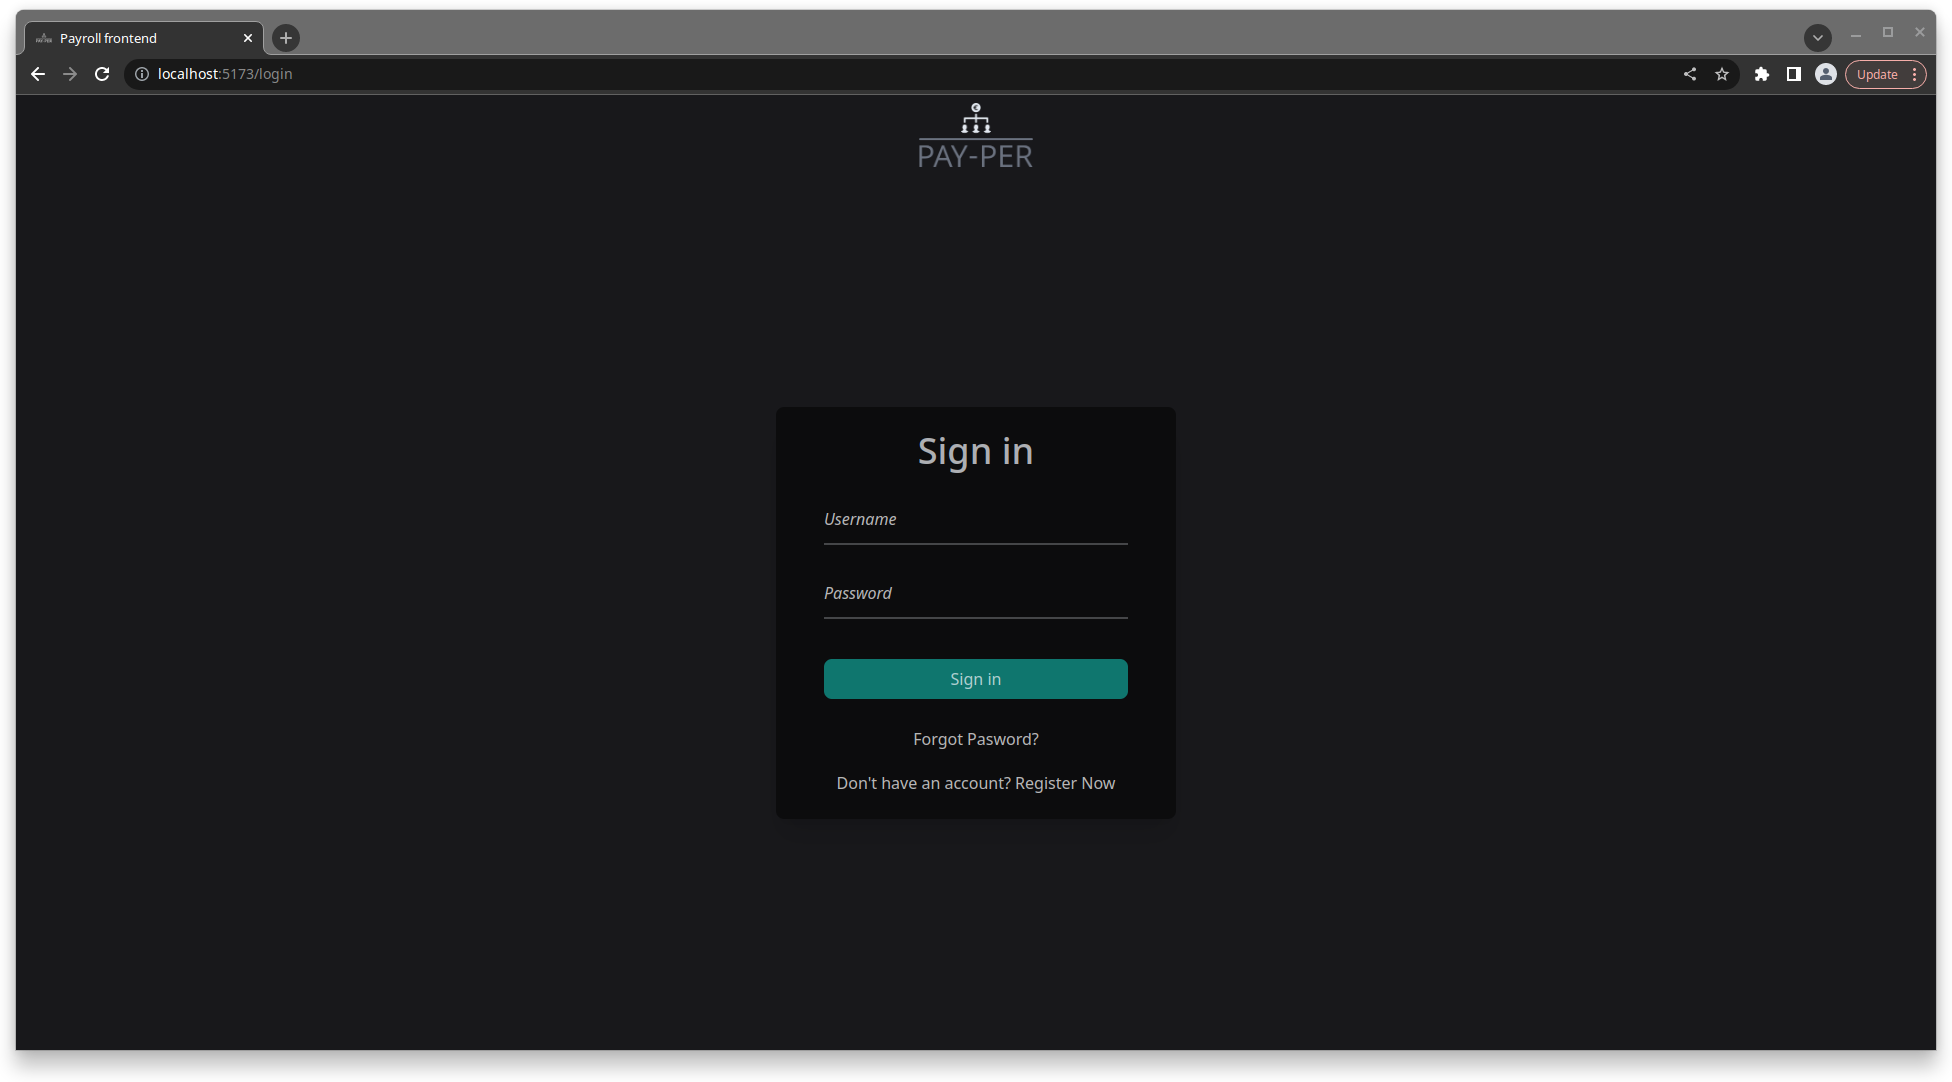 Payroll frontend
localhost:5173/login
Update
PAY-PER
Sign in
Username
Password
Sign in
Forgot Pasword?
Don't have an account? Register Now